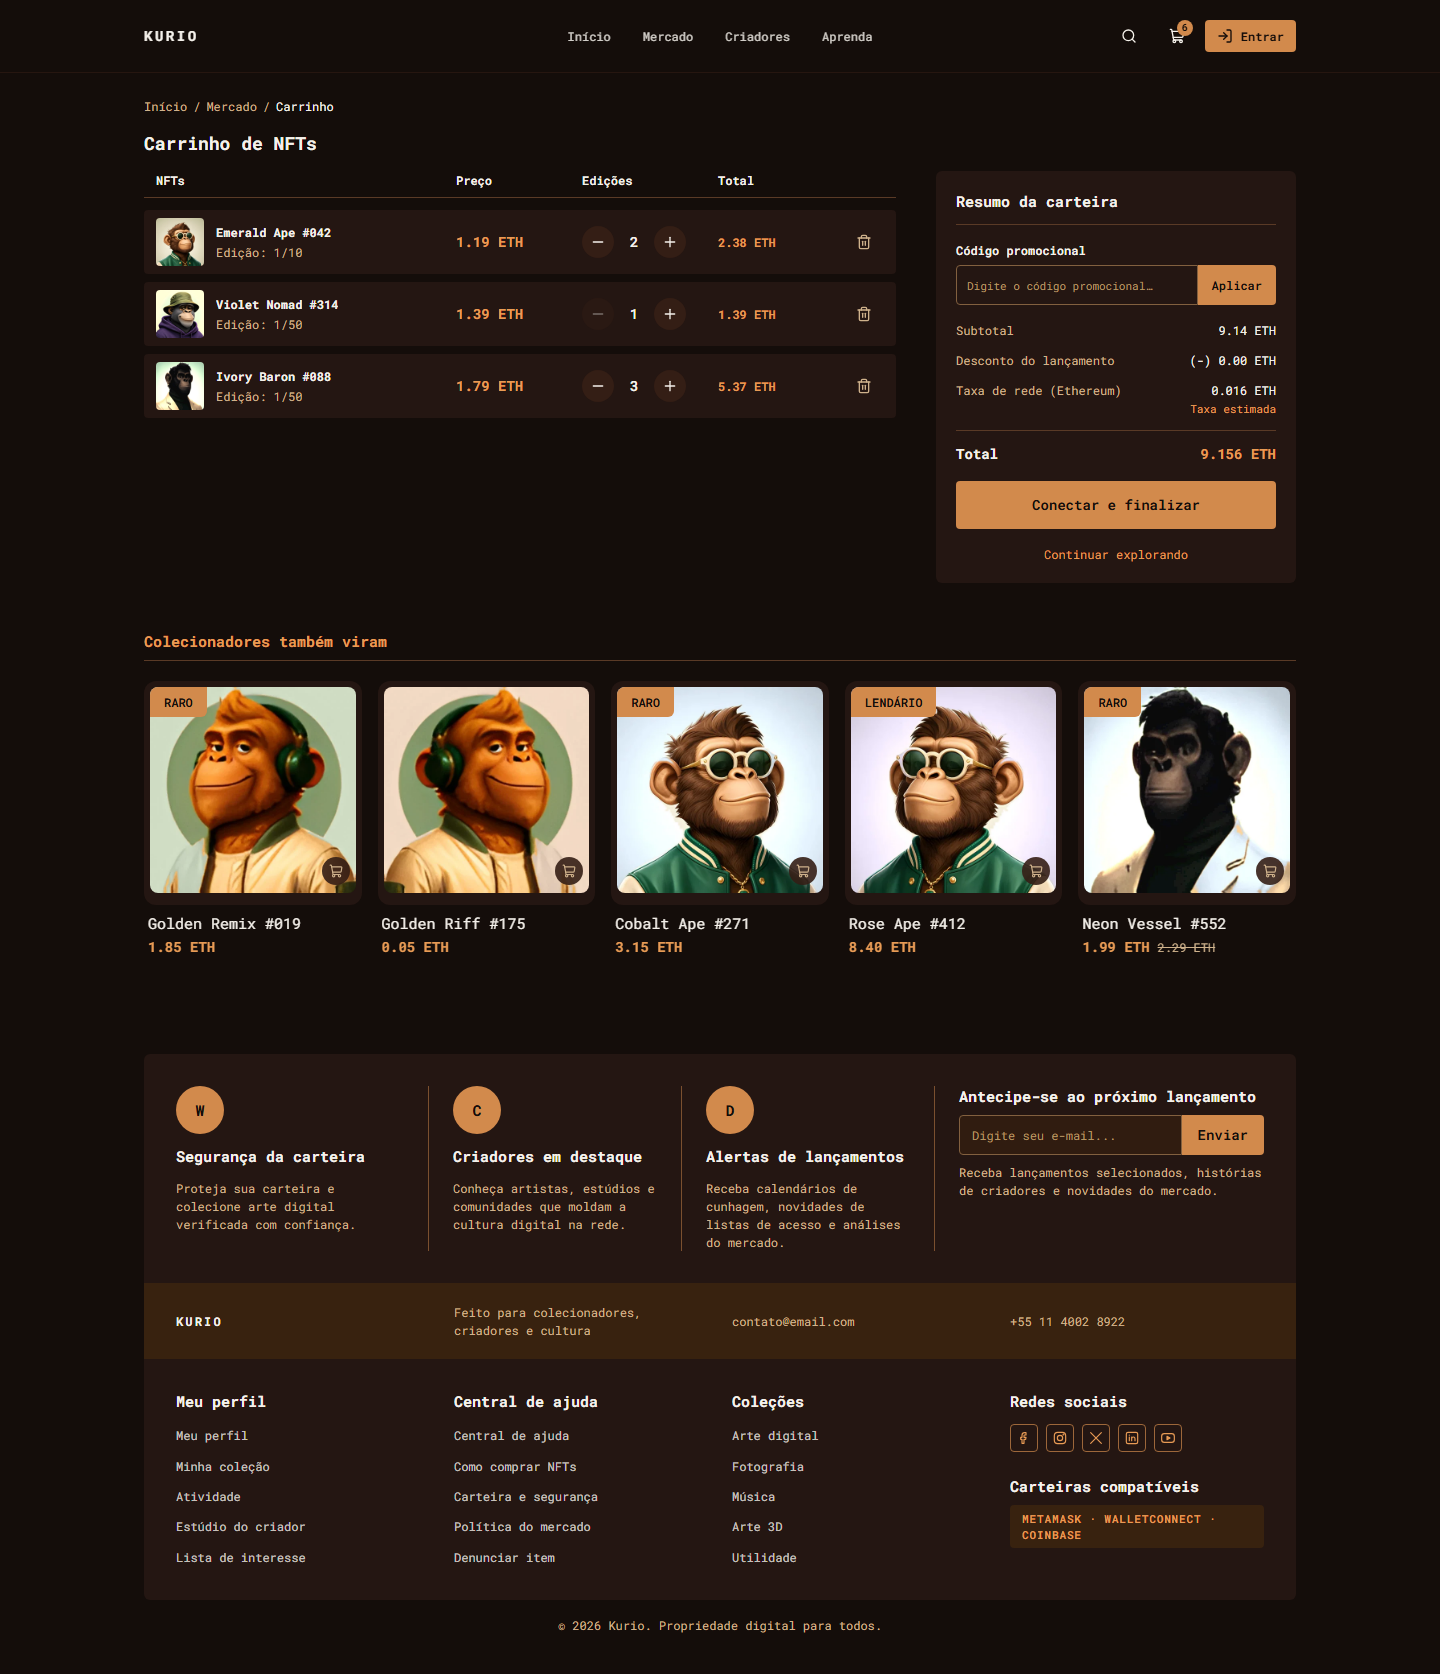 KURIO
Início
Mercado
Criadores
Aprenda
6
Entrar
Início / Mercado / Carrinho
Carrinho de NFTs
NFTs
Preço
Edições
Total
Emerald Ape #042
Edição: 1/10
1.19 ETH
2
2.38 ETH
Violet Nomad #314
Edição: 1/50
1.39 ETH
1
1.39 ETH
Ivory Baron #088
Edição: 1/50
1.79 ETH
3
5.37 ETH
Resumo da carteira
Código promocional
Digite o código promocional…
Aplicar
Subtotal
9.14 ETH
Desconto do lançamento
(-) 0.00 ETH
Taxa de rede (Ethereum)
0.016 ETH
Taxa estimada
Total
9.156 ETH
Conectar e finalizar
Continuar explorando
Colecionadores também viram
RARO
Golden Remix #019
1.85 ETH
Golden Riff #175
0.05 ETH
RARO
Cobalt Ape #271
3.15 ETH
LENDÁRIO
Rose Ape #412
8.40 ETH
RARO
Neon Vessel #552
1.99 ETH 2.29 ETH
W
Segurança da carteira
Proteja sua carteira e
colecione arte digital
verificada com confiança.
C
Criadores em destaque
Conheça artistas, estúdios e
comunidades que moldam a
cultura digital na rede.
D
Alertas de lançamentos
Receba calendários de
cunhagem, novidades de
listas de acesso e análises
do mercado.
Antecipe-se ao próximo lançamento
Digite seu e-mail...
Enviar
Receba lançamentos selecionados, histórias
de criadores e novidades do mercado.
KURIO
Feito para colecionadores,
criadores e cultura
contato@email.com
+55 11 4002 8922
Meu perfil
Meu perfil
Minha coleção
Atividade
Estúdio do criador
Lista de interesse
Central de ajuda
Central de ajuda
Como comprar NFTs
Carteira e segurança
Política do mercado
Denunciar item
Coleções
Arte digital
Fotografia
Música
Arte 3D
Utilidade
Redes sociais
Carteiras compatíveis
METAMASK · WALLETCONNECT ·
COINBASE
© 2026 Kurio. Propriedade digital para todos.